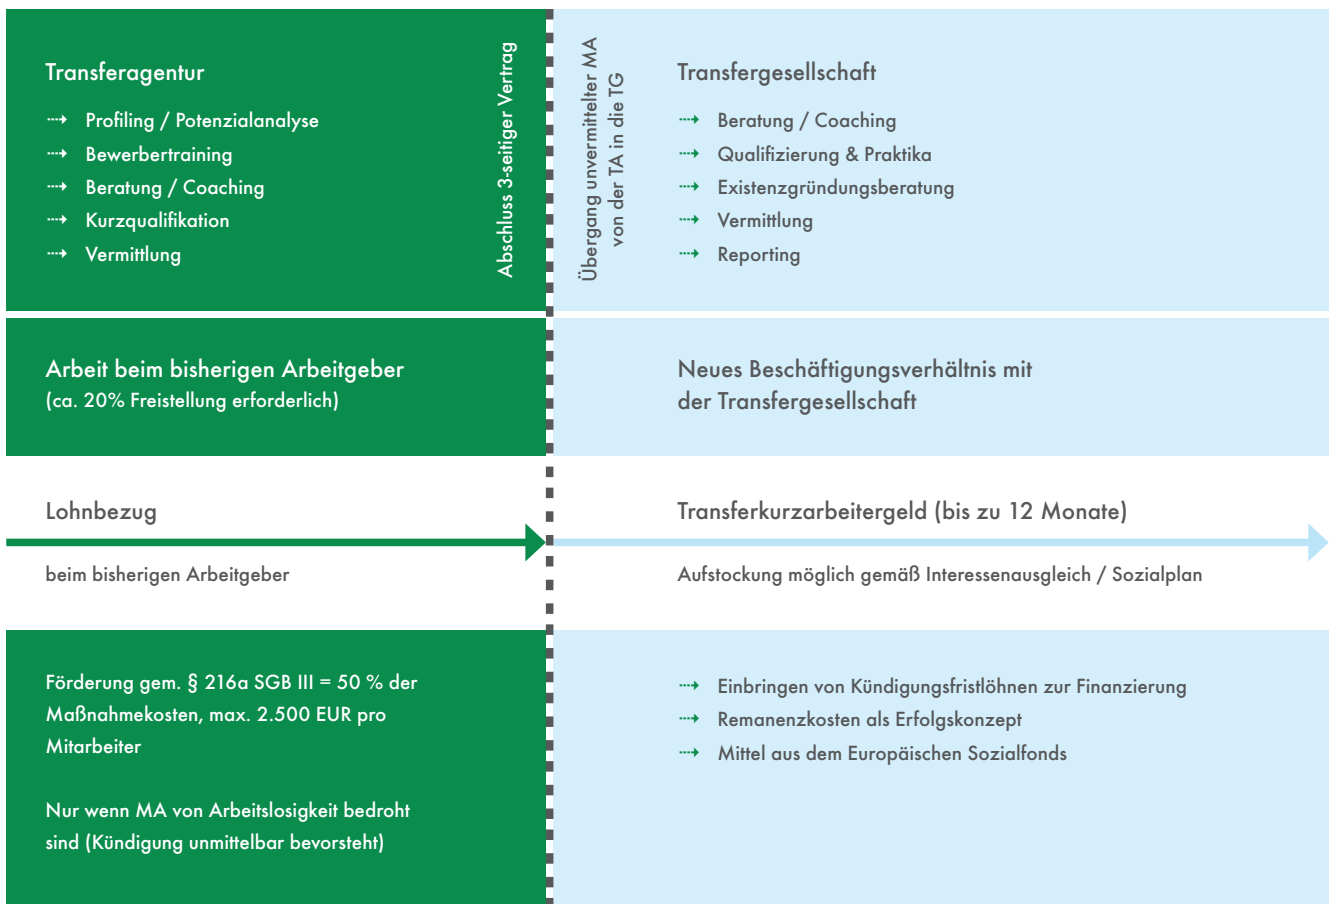 Transferagentur
Profiling / Potenzialanalyse
Bewerbertraining
Beratung / Coaching
Kurzqualifikation
Vermittlung
Abschluss 3-seitiger Vertrag
Übergang unvermittelter MA
von der TA in die TG
Transfergesellschaft
Beratung / Coaching
Qualifizierung & Praktika
Existenzgründungsberatung
Vermittlung
Reporting
Arbeit beim bisherigen Arbeitgeber
(ca. 20% Freistellung erforderlich)
Neues Beschäftigungsverhältnis mit
der Transfergesellschaft
Lohnbezug
beim bisherigen Arbeitgeber
Transferkurzarbeitergeld (bis zu 12 Monate)
Aufstockung möglich gemäß Interessenausgleich / Sozialplan
Förderung gem. § 216a SGB III = 50 % der
Maßnahmekosten, max. 2.500 EUR pro
Mitarbeiter
Nur wenn MA von Arbeitslosigkeit bedroht
sind (Kündigung unmittelbar bevorsteht)
Einbringen von Kündigungsfristlöhnen zur Finanzierung
Remanenzkosten als Erfolgskonzept
Mittel aus dem Europäischen Sozialfonds